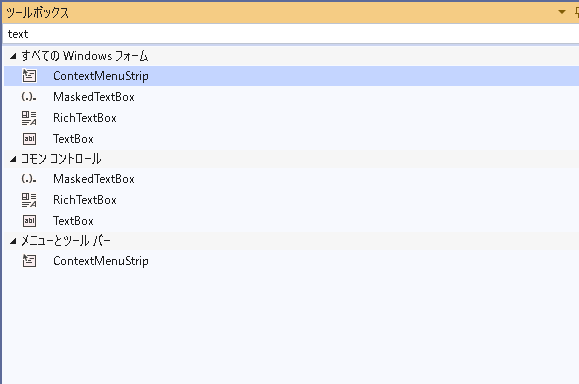 ツールボックス
text
すべての Windows フォーム
ContextMenuStrip
(.). MaskedTextBox
RichTextBox
abl TextBox
コモン コントロール
(.). MaskedTextBox
RichTextBox
abl TextBox
メニューとツール バー
ContextMenuStrip